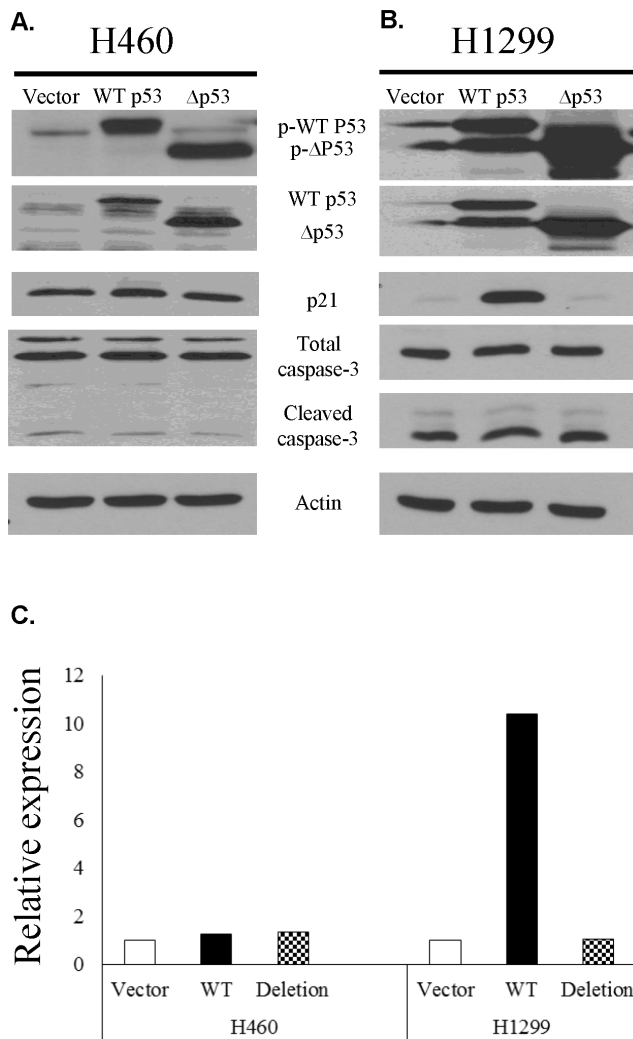 A.
H460
Vector WT p53 Δp53
B.
H1299
Vector WT p53 Δp53
p-WT P53
p-ΔP53
WT p53
Δp53
p21
Total
caspase-3
Cleaved
caspase-3
Actin
C.
Relative expression
12
10
8
6
4
2
0
Vector WT Deletion Vector WT Deletion
H460 H1299